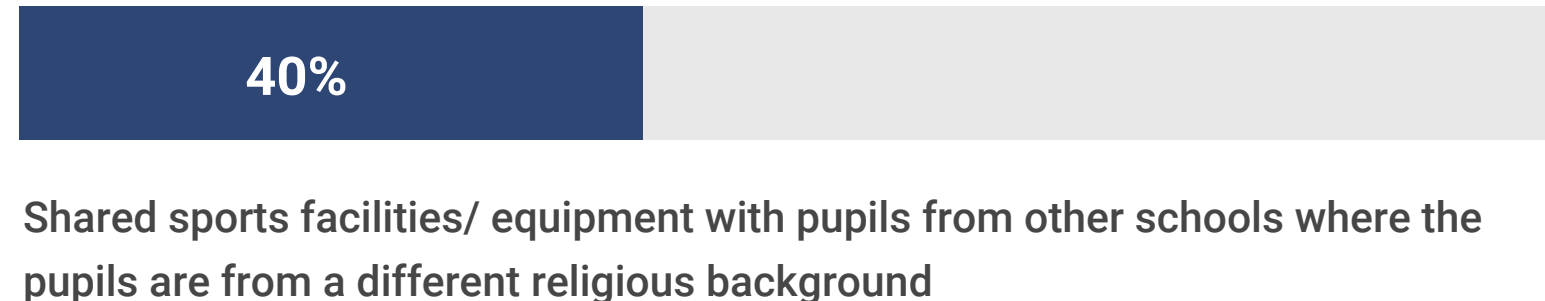 40%
Shared sports facilities/ equipment with pupils from other schools where the
pupils are from a different religious background